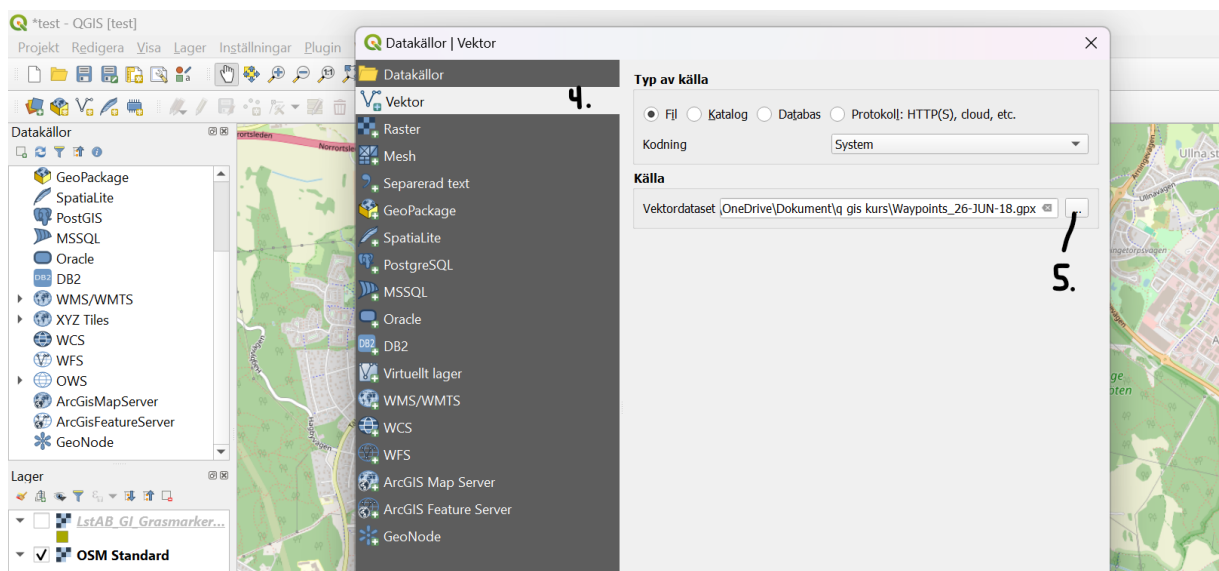 *test - QGIS [test]
Projekt Redigera Visa Lager Inställningar Plugin
Datakällor | Vektor
Datakällor
Vektor
4.
Raster
Mesh
Separerad text
GeoPackage
SpatiaLite
PostgreSQL
MSSQL
Oracle
DB2
Virtuellt lager
WMS/WMTS
WCS
WFS
ArcGIS Map Server
ArcGIS Feature Server
GeoNode
Typ av källa
Fil Katalog Databas Protokoll: HTTP(S), cloud, etc.
Kodning System
Källa
Vektordataset \OneDrive\Dokument\q gis kurs\Waypoints_26-JUN-18.gpx ...
5.
Datakällor
GeoPackage
SpatiaLite
PostGIS
MSSQL
Oracle
DB2
WMS/WMTS
XYZ Tiles
WCS
WFS
OWS
ArcGisMapServer
ArcGisFeatureServer
GeoNode
Lager
LstAB_GI_Grasmarker...
OSM Standard